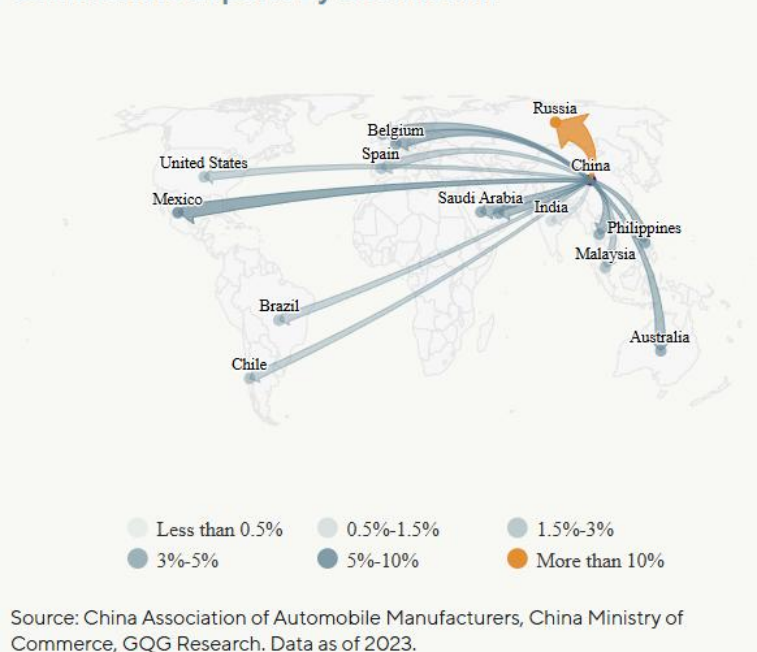 Russia
Belgium
China
Spain
United States
Mexico
Saudi Arabia
India
Philippines
Malaysia
Brazil
Australia
Chile
Less than 0.5%
0.5%-1.5%
1.5%-3%
3%-5%
5%-10%
More than 10%
Source: China Association of Automobile Manufacturers, China Ministry of
Commerce, GQG Research. Data as of 2023.